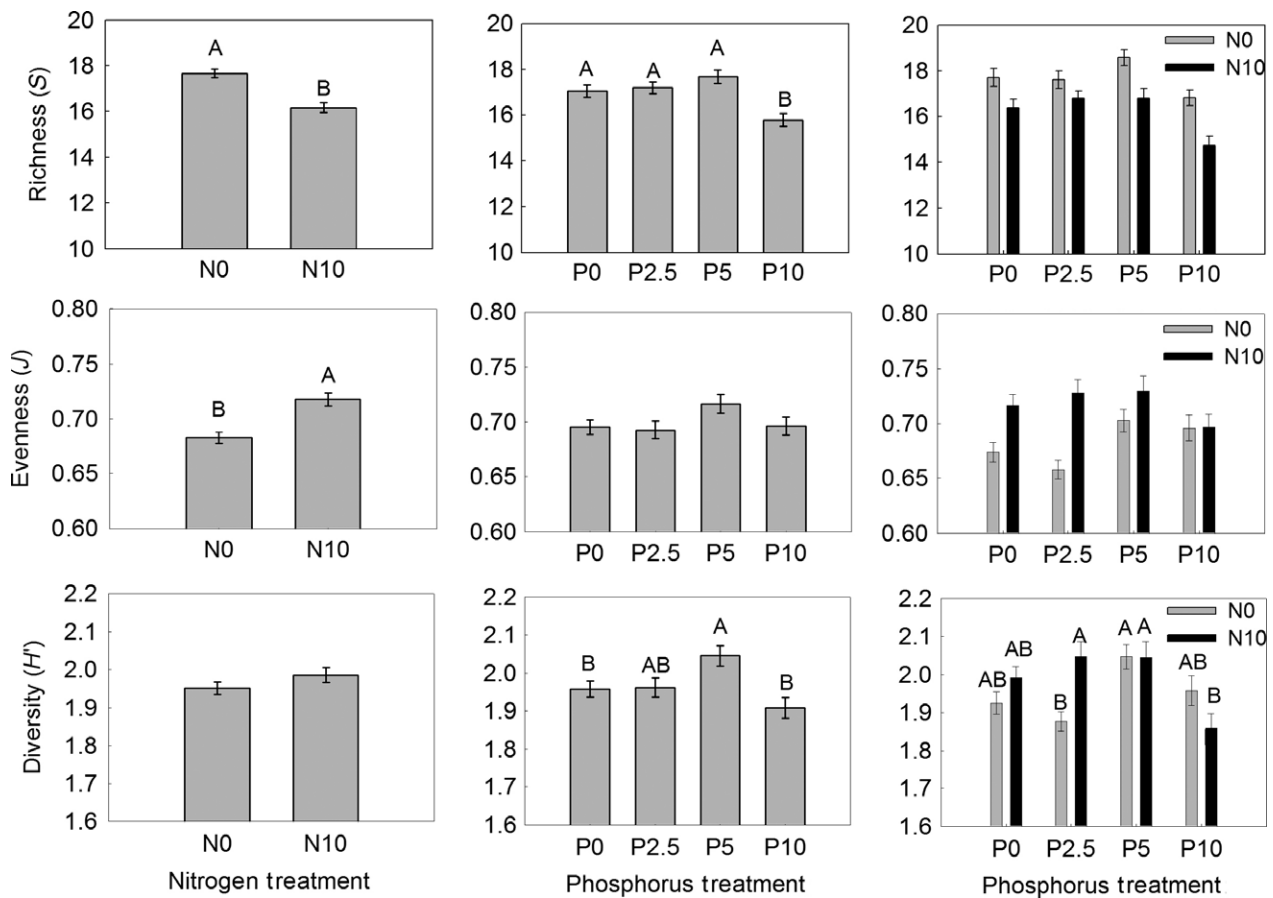 Richness (S)
20
18
16
14
12
10
A
B
N0
N10
20
18
16
14
12
10
A
A
A
B
P0
P2.5
P5
P10
20
18
16
14
12
10
N0
N10
P0
P2.5
P5
P10
Evenness (J)
0.80
0.75
0.70
0.65
0.60
B
A
N0
N10
0.80
0.75
0.70
0.65
0.60
P0
P2.5
P5
P10
0.80
0.75
0.70
0.65
0.60
N0
N10
P0
P2.5
P5
P10
Diversity (H')
2.2
2.1
2.0
1.9
1.8
1.7
1.6
N0
N10
Nitrogen treatment
2.2
2.1
2.0
1.9
1.8
1.7
1.6
B
AB
A
B
P0
P2.5
P5
P10
Phosphorus treatment
2.2
2.1
2.0
1.9
1.8
1.7
1.6
N0
N10
AB
AB
B
A
A
A
AB
B
P0
P2.5
P5
P10
Phosphorus treatment